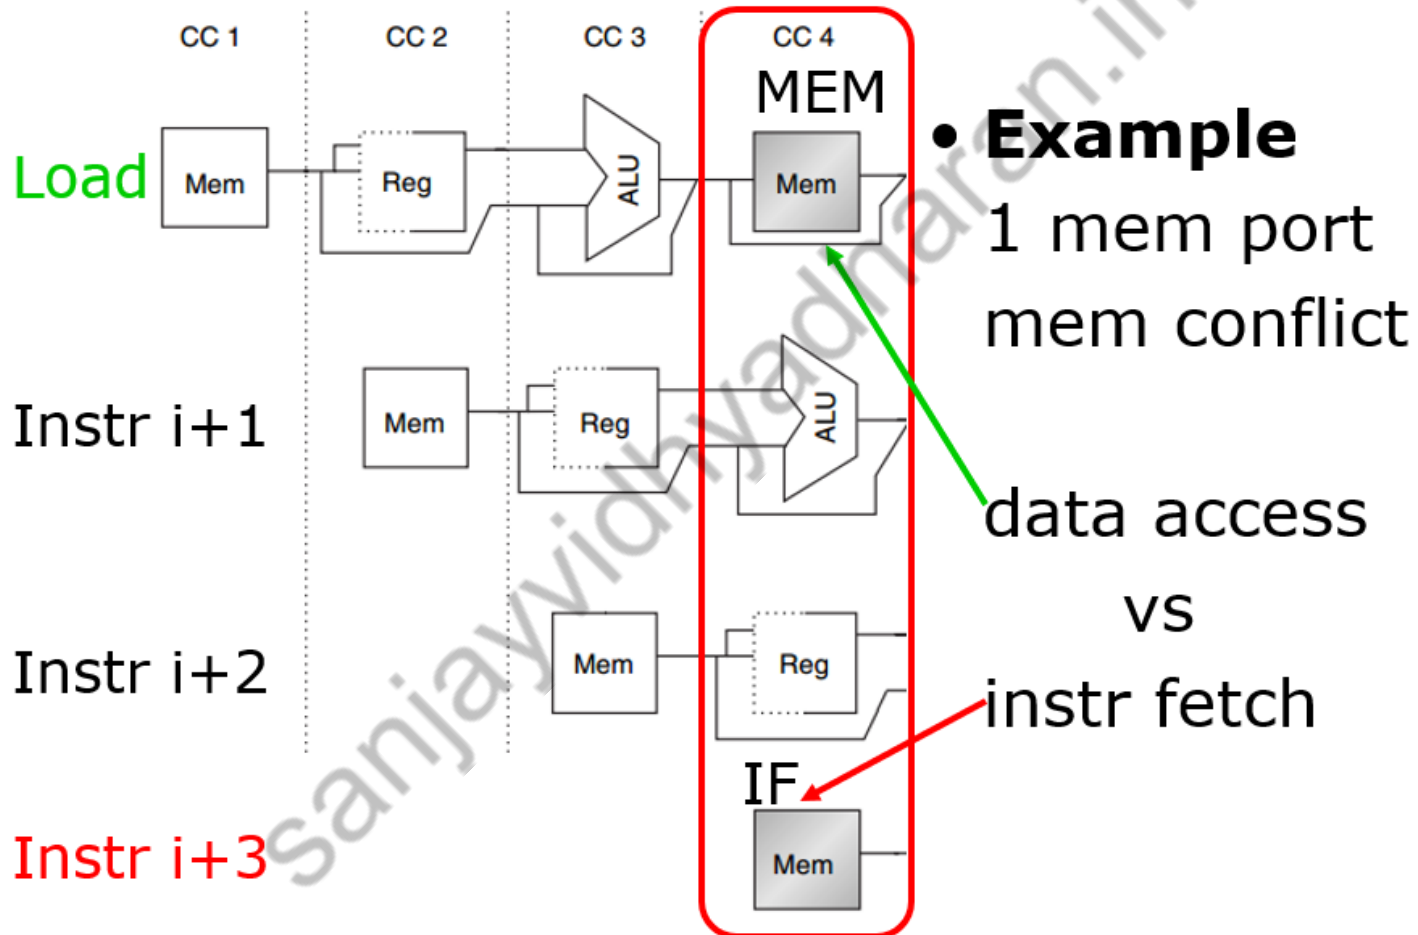 CC 1 CC 2 CC 3 CC 4
MEM
Load Mem Reg ALU Mem
• Example
1 mem port
mem conflict
Instr i+1 Mem Reg ALU
data access
vs
instr fetch
Instr i+2 Mem Reg
IF
Instr i+3 Mem
sanjayvidhyadharan.in